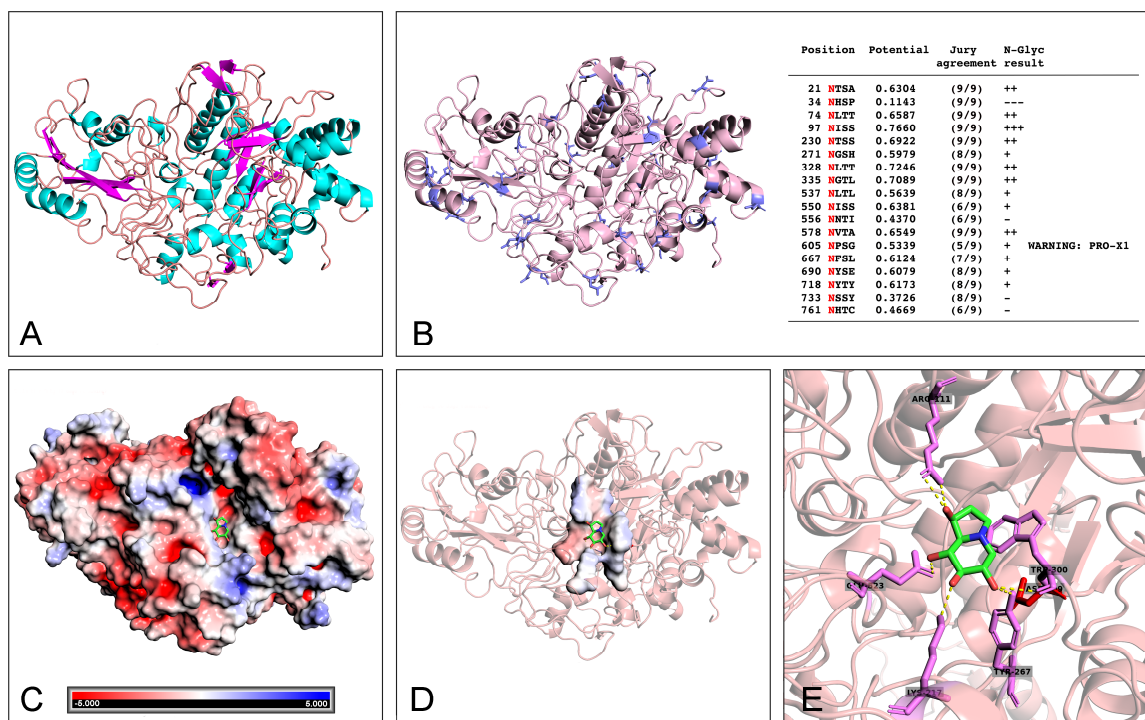 A
B
Position Potential Jury agreement N-Glyc result
21 NTSA 0.6304 (9/9) ++
34 NHSP 0.1143 (9/9) ---
74 NLTT 0.6587 (9/9) ++
97 NISS 0.7660 (9/9) +++
230 NTSS 0.6922 (9/9) ++
271 NGSH 0.5979 (8/9) +
328 NLTT 0.7246 (9/9) ++
335 NGTL 0.7089 (9/9) ++
537 NLTL 0.5639 (8/9) +
550 NISS 0.6381 (6/9) +
556 NNTI 0.4370 (6/9) -
578 NVTA 0.6549 (9/9) ++
605 NPSG 0.5339 (5/9) + WARNING: PRO-X1
667 NFSL 0.6124 (7/9) +
690 NYSE 0.6079 (8/9) +
718 NYTY 0.6173 (8/9) +
733 NSSY 0.3726 (8/9) -
761 NHTC 0.4669 (6/9) -
C
-5.000 5.000
D
E
TYR-267